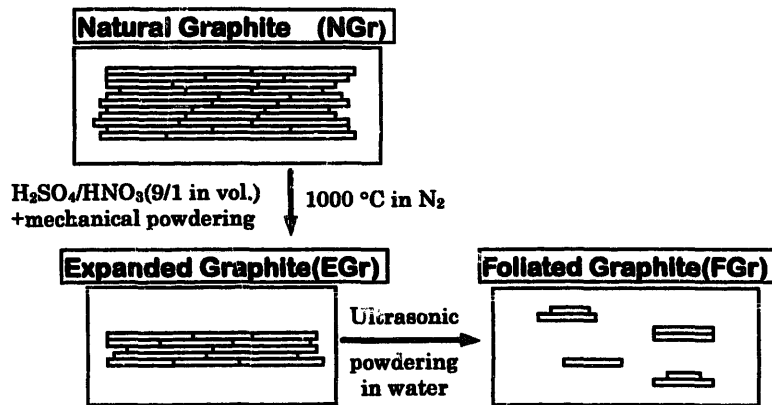 Natural Graphite (NGr)
H₂SO₄/HNO₃(9/1 in vol.)
+mechanical powdering
1000 °C in N₂
Expanded Graphite(EGr)
Foliated Graphite(FGr)
Ultrasonic
powdering
in water